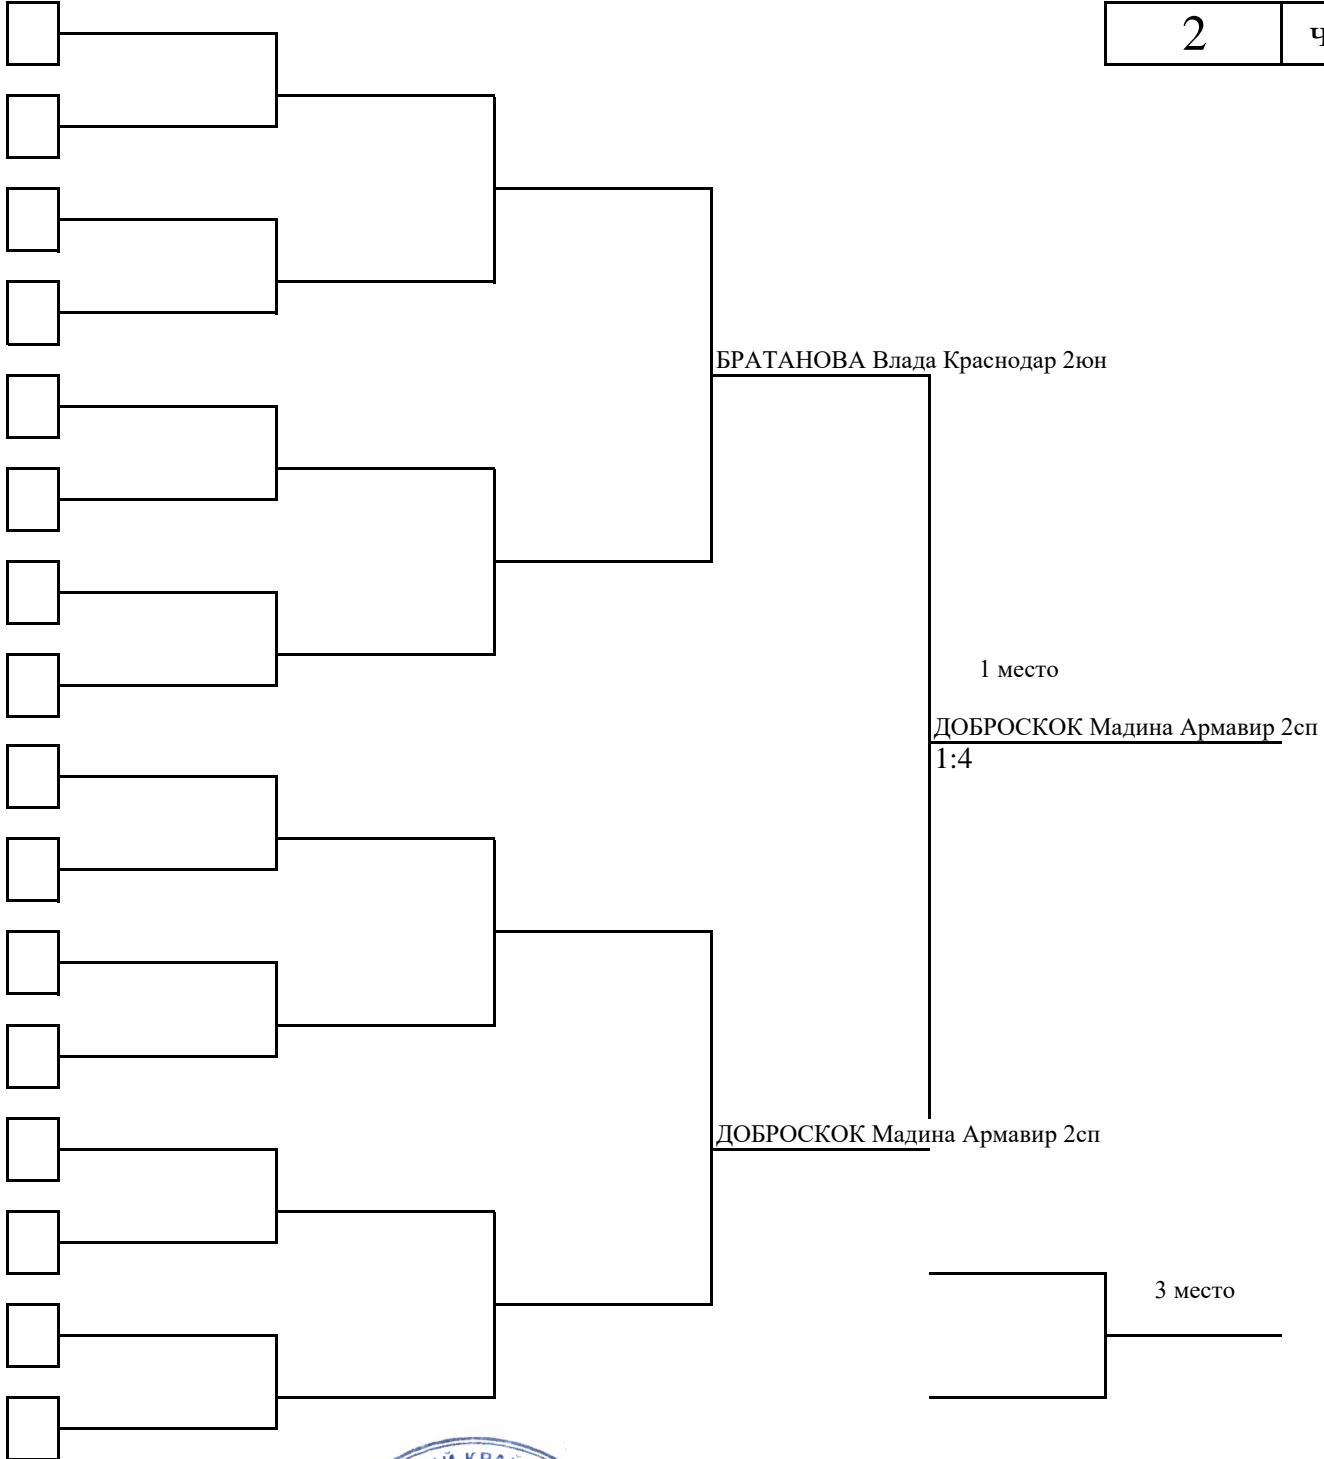 2
БРАТАНОВА Влада Краснодар 2юн
1 место
ДОБРОСКОК Мадина Армавир 2сп
1:4
ДОБРОСКОК Мадина Армавир 2сп
3 место